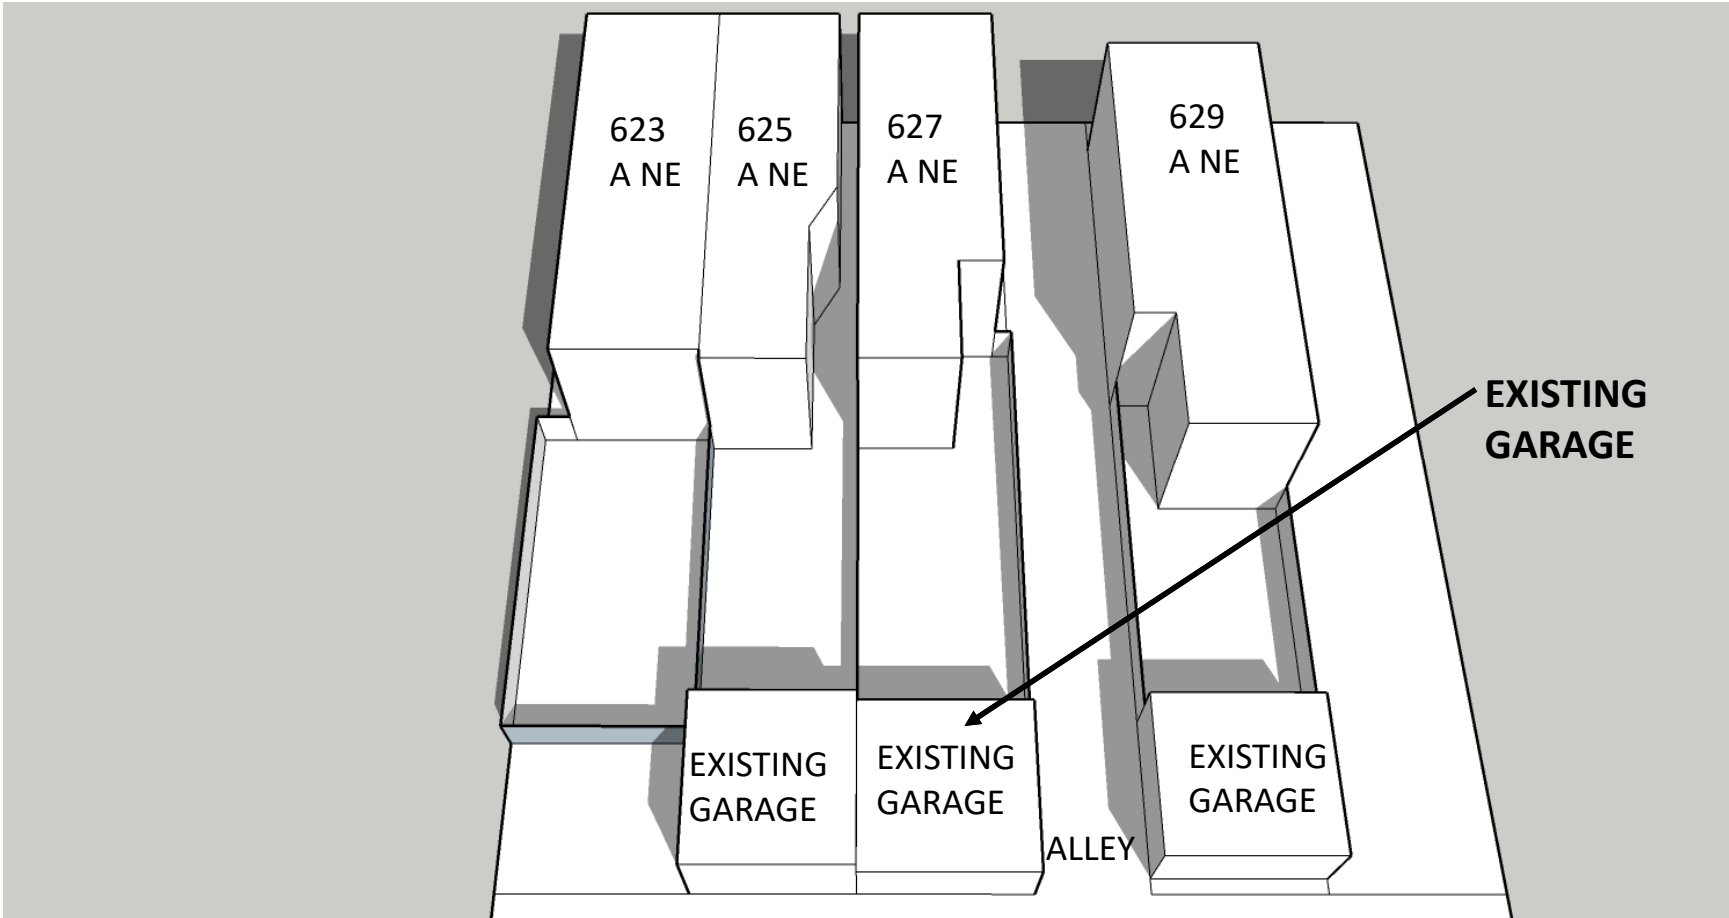 623
A NE
625
A NE
627
A NE
629
A NE
EXISTING
GARAGE
EXISTING
GARAGE
EXISTING
GARAGE
EXISTING
GARAGE
ALLEY